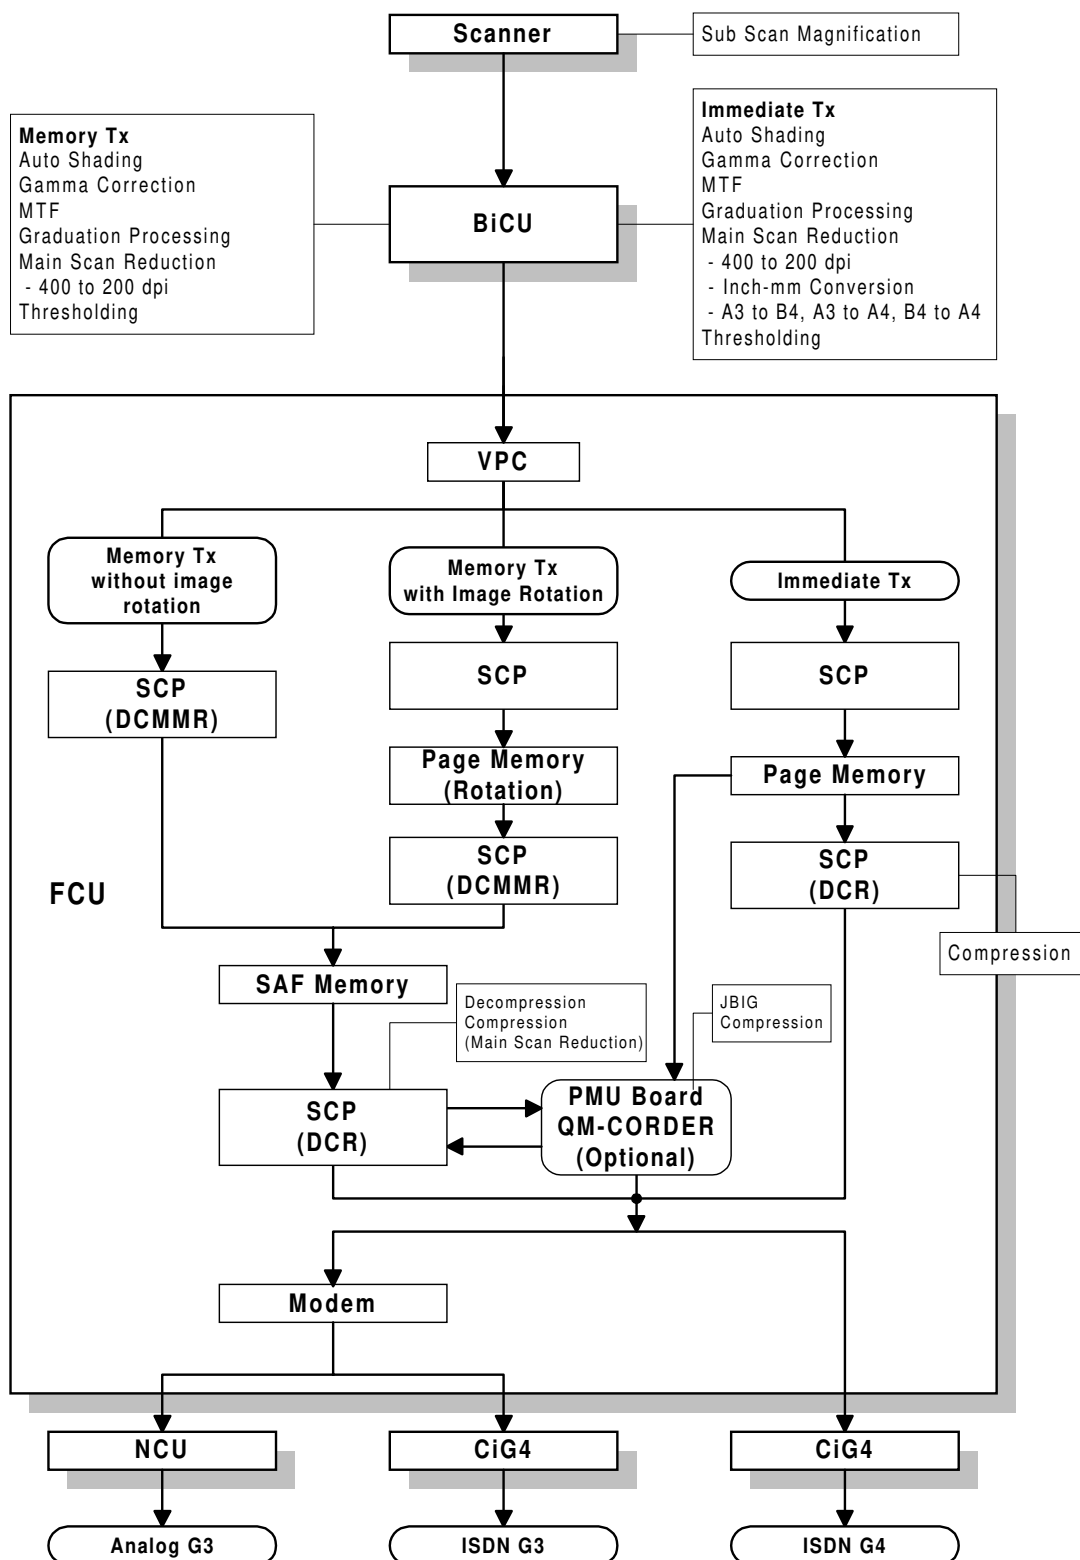 Scanner
Sub Scan Magnification
Memory Tx
Auto Shading
Gamma Correction
MTF
Graduation Processing
Main Scan Reduction
- 400 to 200 dpi
Thresholding
BiCU
Immediate Tx
Auto Shading
Gamma Correction
MTF
Graduation Processing
Main Scan Reduction
- 400 to 200 dpi
- Inch-mm Conversion
- A3 to B4, A3 to A4, B4 to A4
Thresholding
VPC
Memory Tx
without image
rotation
Memory Tx
with Image Rotation
Immediate Tx
SCP
(DCMMR)
SCP
SCP
Page Memory
(Rotation)
Page Memory
SCP
(DCMMR)
SCP
(DCR)
FCU
Compression
SAF Memory
Decompression
Compression
(Main Scan Reduction)
JBIG
Compression
SCP
(DCR)
PMU Board
QM-CORDER
(Optional)
Modem
NCU
CiG4
CiG4
Analog G3
ISDN G3
ISDN G4